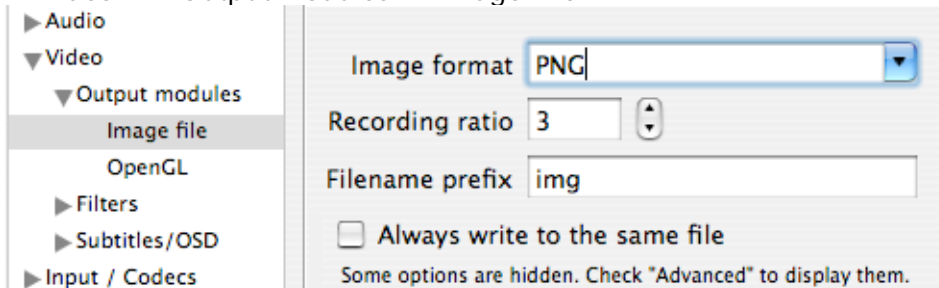 Audio
Video
Output modules
Image file
OpenGL
Filters
Subtitles/OSD
Input / Codecs
Image format PNG
Recording ratio 3
Filename prefix img
Always write to the same file
Some options are hidden. Check "Advanced" to display them.